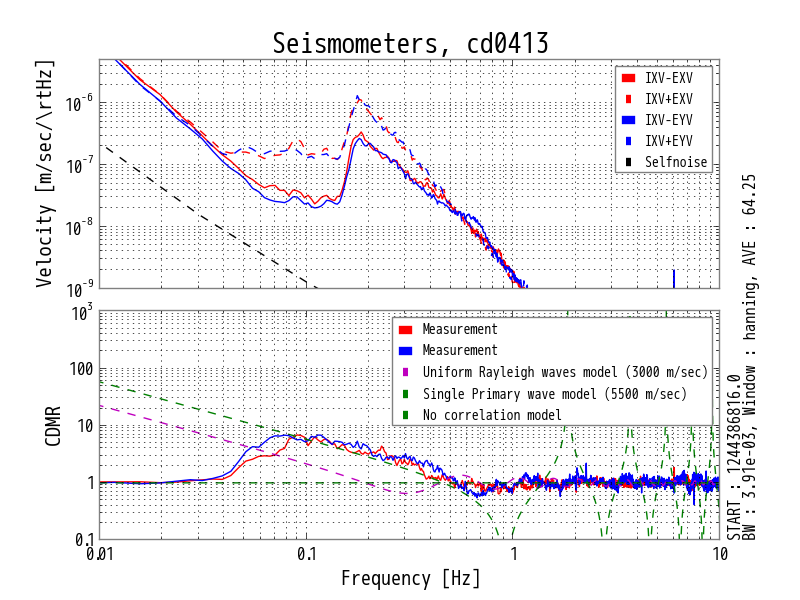 Seismometers, cd0413
Velocity [m/sec/\rtHz]
10^-6
10^-7
10^-8
10^-9
IXV-EXV
IXV+EXV
IXV-EYV
IXV+EYV
Selfnoise
CDMR
10^3
100
10
1
0.1
Measurement
Measurement
Uniform Rayleigh waves model (3000 m/sec)
Single Primary wave model (5500 m/sec)
No correlation model
0.01
0.1
1
10
Frequency [Hz]
START : 1244386816.0
BW : 3.91e-03, Window : hanning, AVE : 64.25